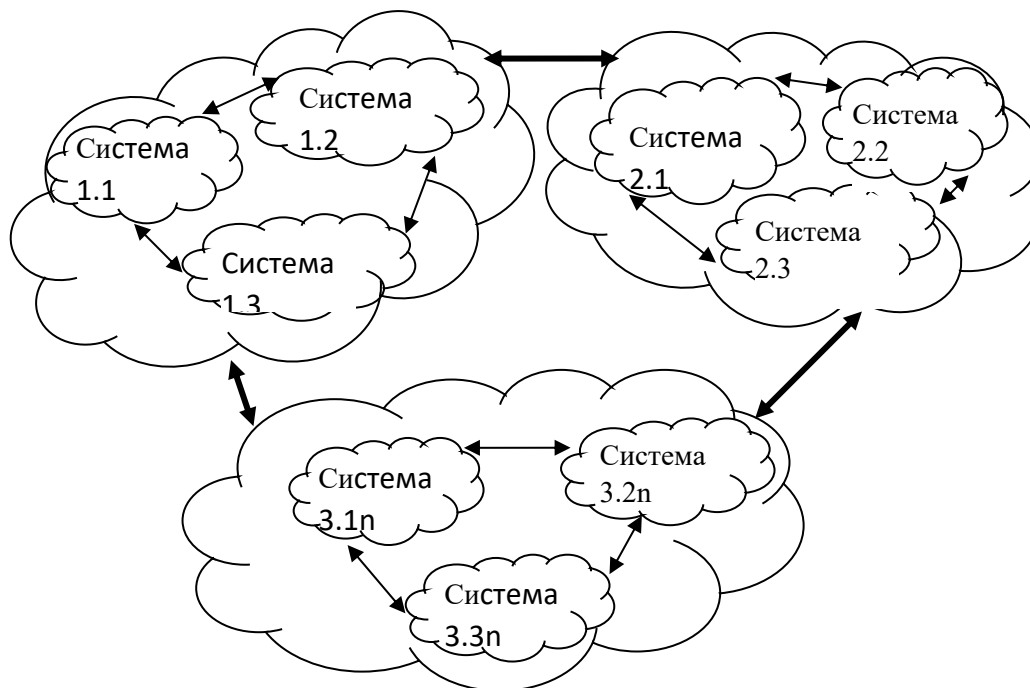 Система
1.1
Система
1.2
Система
1.3
Система
2.1
Система
2.2
Система
2.3
Система
3.1n
Система
3.2n
Система
3.3n